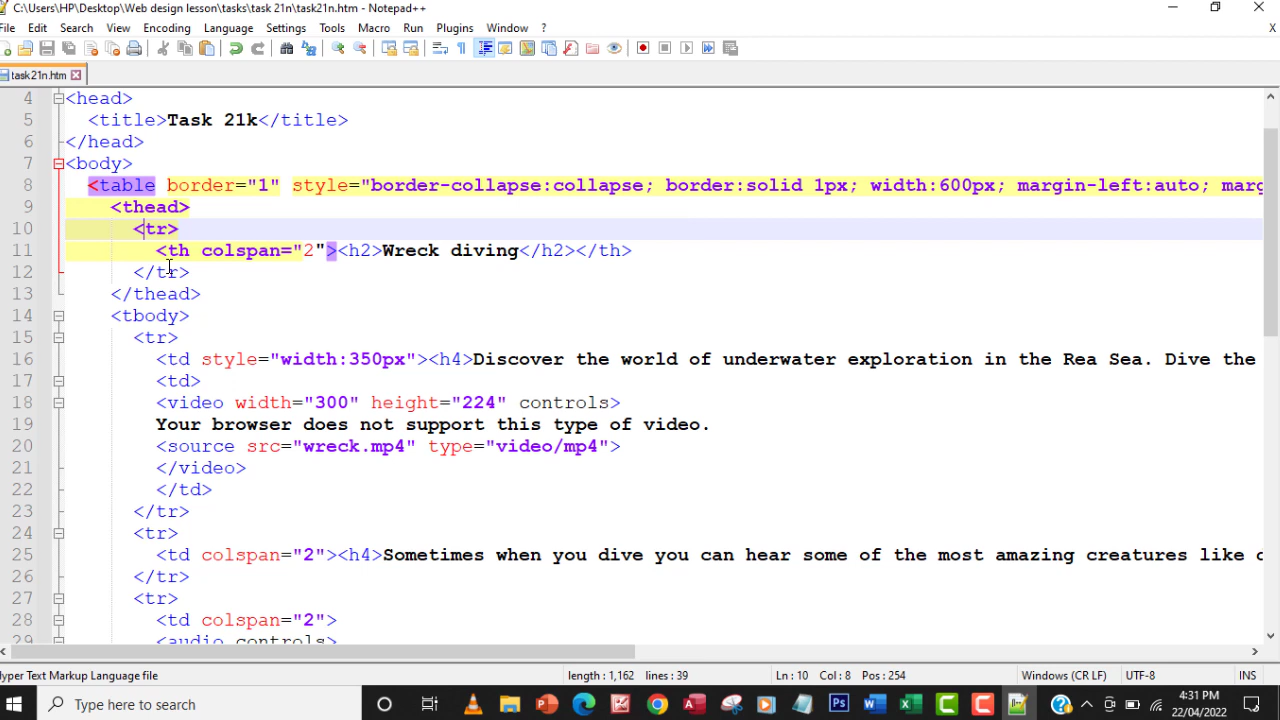 C:\Users\HP\Desktop\Web design lesson\tasks\task 21n\task21n.htm - Notepad++
File Edit Search View Encoding Language Settings Tools Macro Run Plugins Window ? X
task21n.htm
4 <head>
5 <title>Task 21k</title>
6 </head>
7 <body>
8 <table border="1" style="border-collapse:collapse; border:solid 1px; width:600px; margin-left:auto; marg
9 <thead>
10 <tr>
11 <th colspan="2"><h2>Wreck diving</h2></th>
12 </tr>
13 </thead>
14 <tbody>
15 <tr>
16 <td style="width:350px"><h4>Discover the world of underwater exploration in the Rea Sea. Dive the
17 <td>
18 <video width="300" height="224" controls>
19 Your browser does not support this type of video.
20 <source src="wreck.mp4" type="video/mp4">
21 </video>
22 </td>
23 </tr>
24 <tr>
25 <td colspan="2"><h4>Sometimes when you dive you can hear some of the most amazing creatures like
26 </tr>
27 <tr>
28 <td colspan="2">
29 <audio controls>
Hyper Text Markup Language file length : 1,162 lines : 39 Ln : 10 Col : 8 Pos : 254 Windows (CR LF) UTF-8 INS
Type here to search
4:31 PM
22/04/2022